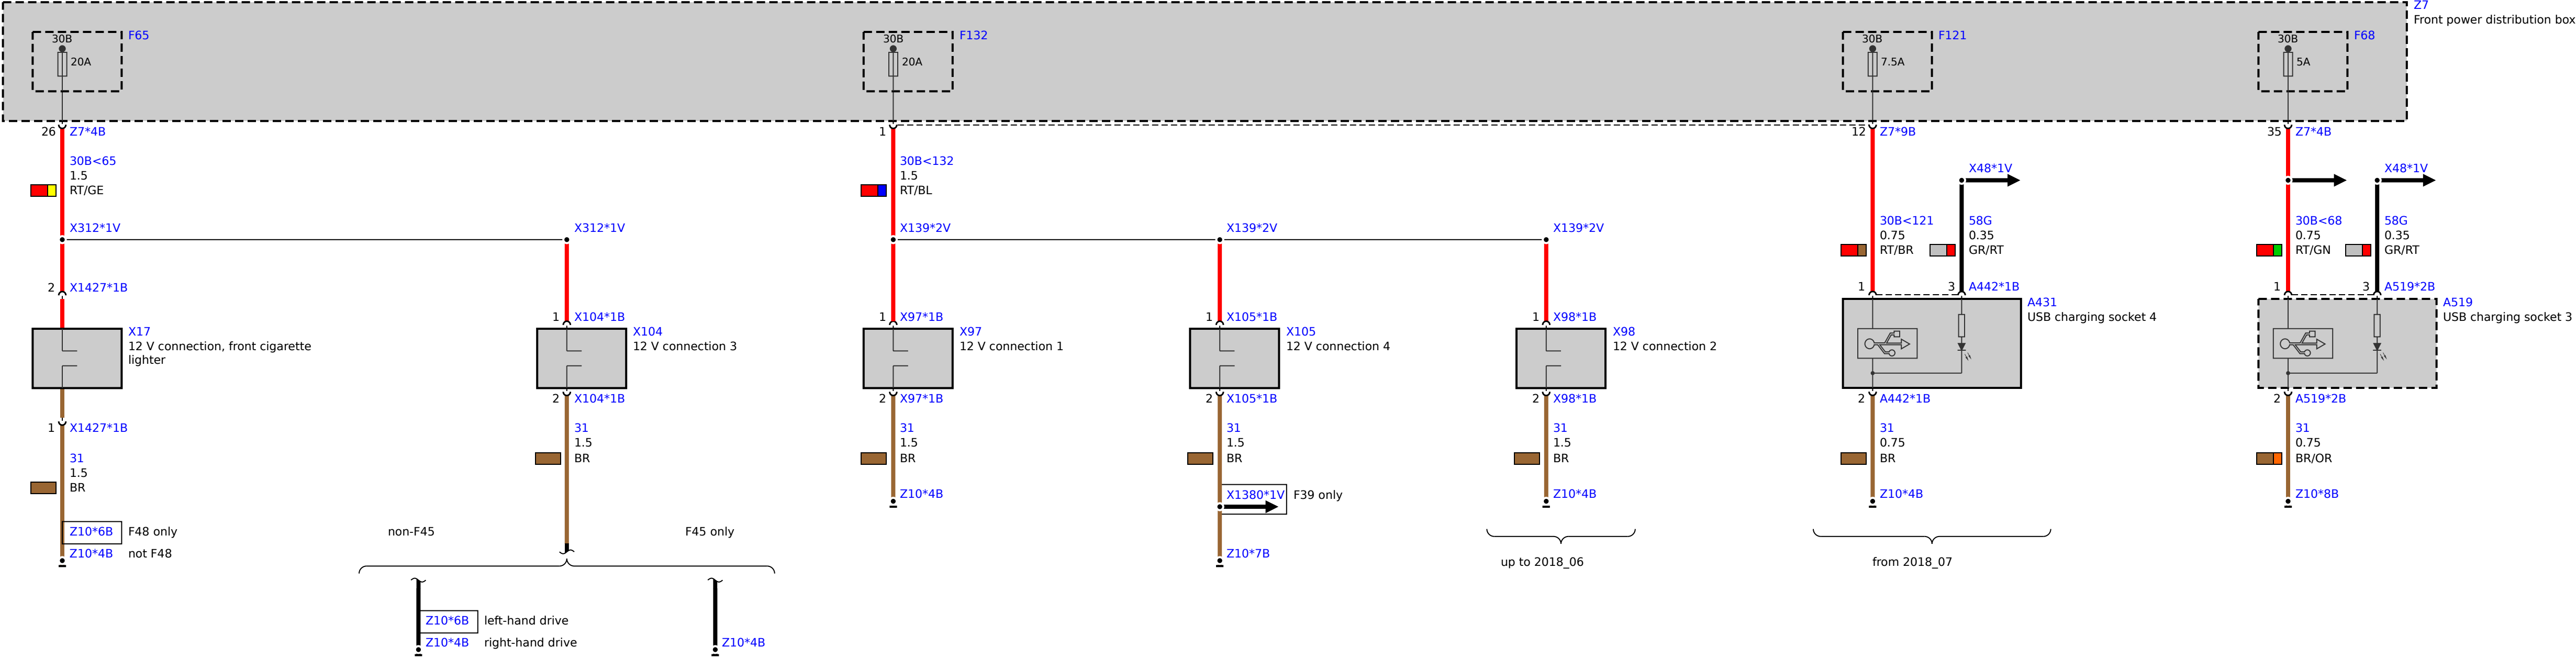 Z7
Front power distribution box
30B
F65
20A
30B
F132
20A
30B
F121
7.5A
30B
F68
5A
26 Z7*4B
1
12 Z7*9B
35 Z7*4B
30B<65
1.5
RT/GE
30B<132
1.5
RT/BL
X48*1V
X48*1V
30B<121
0.75
RT/BR
58G
0.35
GR/RT
30B<68
0.75
RT/GN
58G
0.35
GR/RT
X312*1V
X312*1V
X139*2V
X139*2V
X139*2V
2 X1427*1B
1 X104*1B
1 X97*1B
1 X105*1B
1 X98*1B
1
3 A442*1B
1
3 A519*2B
X17
12 V connection, front cigarette
lighter
X104
12 V connection 3
X97
12 V connection 1
X105
12 V connection 4
X98
12 V connection 2
A431
USB charging socket 4
A519
USB charging socket 3
2 X104*1B
2 X97*1B
2 X105*1B
2 X98*1B
2 A442*1B
2 A519*2B
1 X1427*1B
31
1.5
BR
31
1.5
BR
31
1.5
BR
31
1.5
BR
31
1.5
BR
31
0.75
BR
31
0.75
BR/OR
Z10*4B
X1380*1V F39 only
Z10*4B
Z10*4B
Z10*8B
Z10*6B F48 only
Z10*4B not F48
non-F45
F45 only
Z10*7B
up to 2018_06
from 2018_07
Z10*6B left-hand drive
Z10*4B right-hand drive
Z10*4B